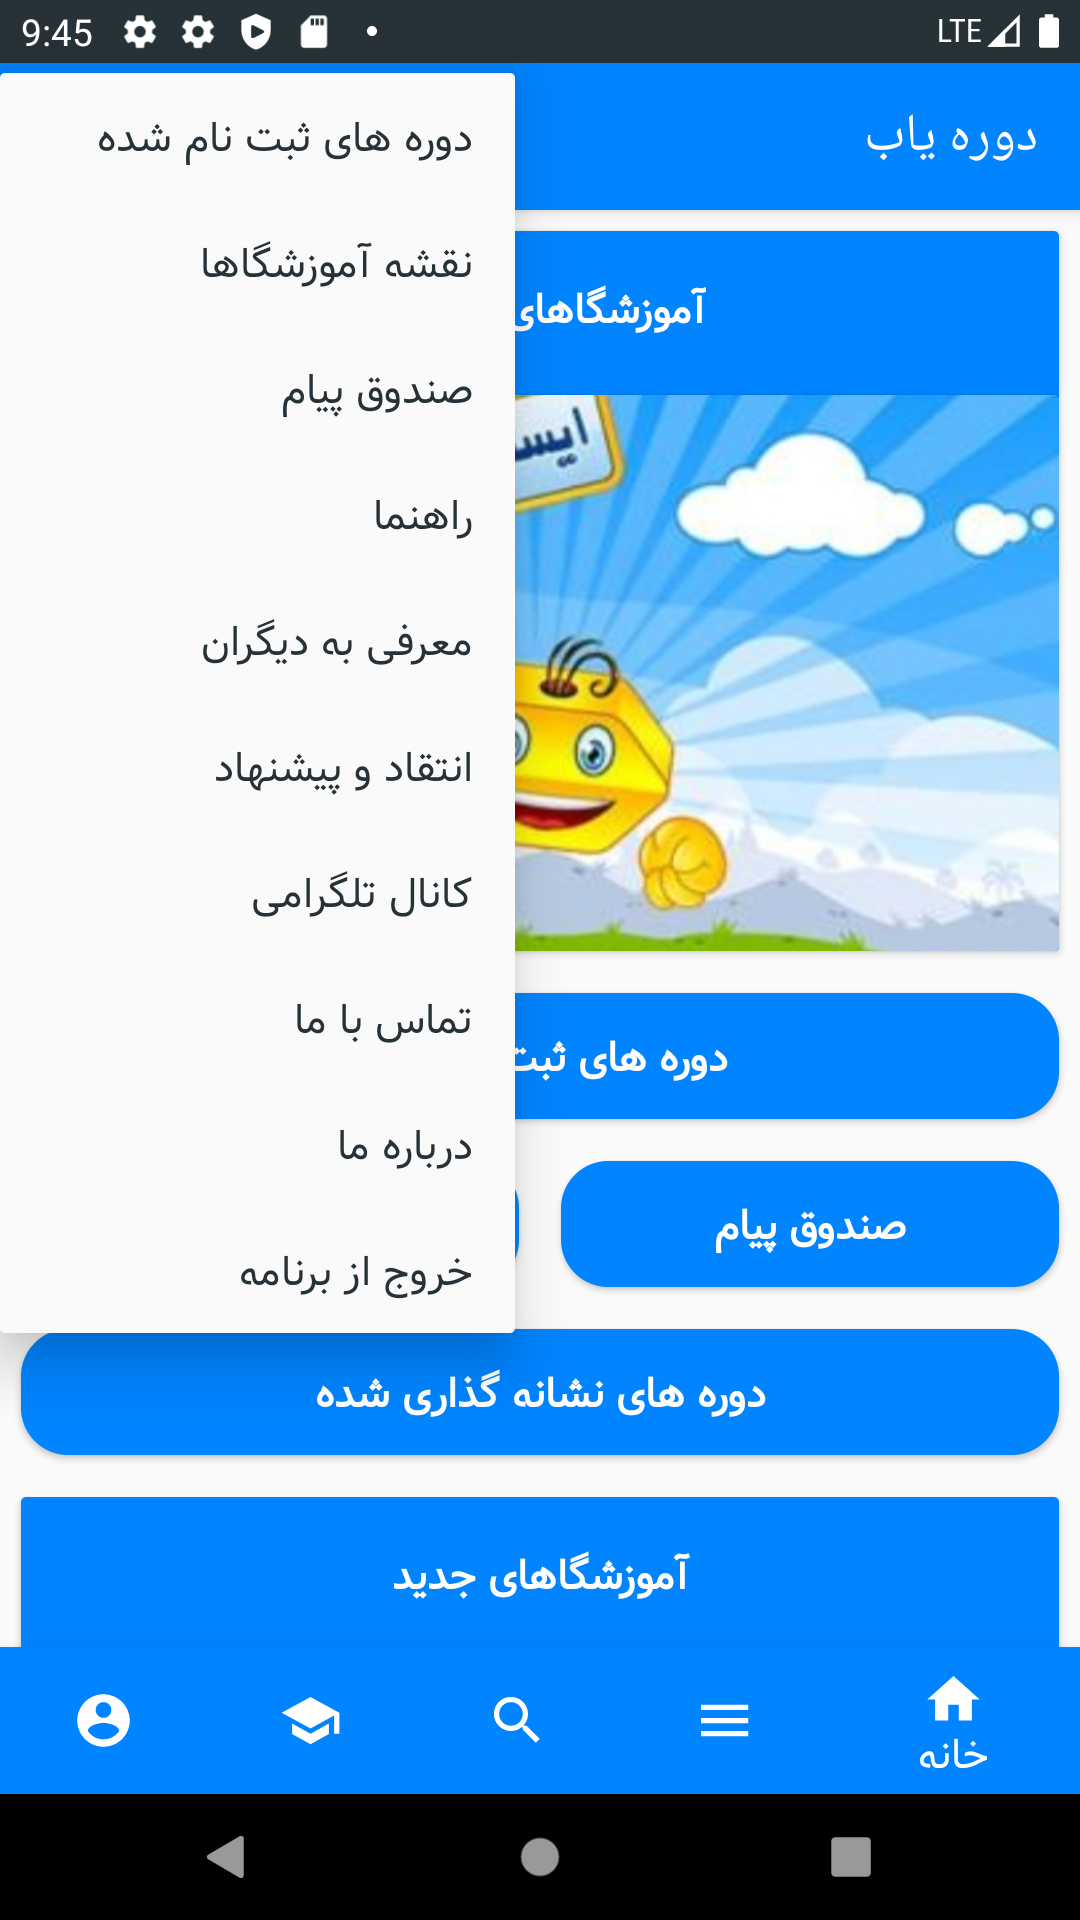 9:45
LTE
دوره یاب
دوره های ثبت نام شده
نقشه آموزشگاها
صندوق پیام
راهنما
معرفی به دیگران
انتقاد و پیشنهاد
کانال تلگرامی
تماس با ما
درباره ما
خروج از برنامه
آموزشگاهای
دوره های ثبت
صندوق پیام
دوره های نشانه گذاری شده
آموزشگاهای جدید
خانه